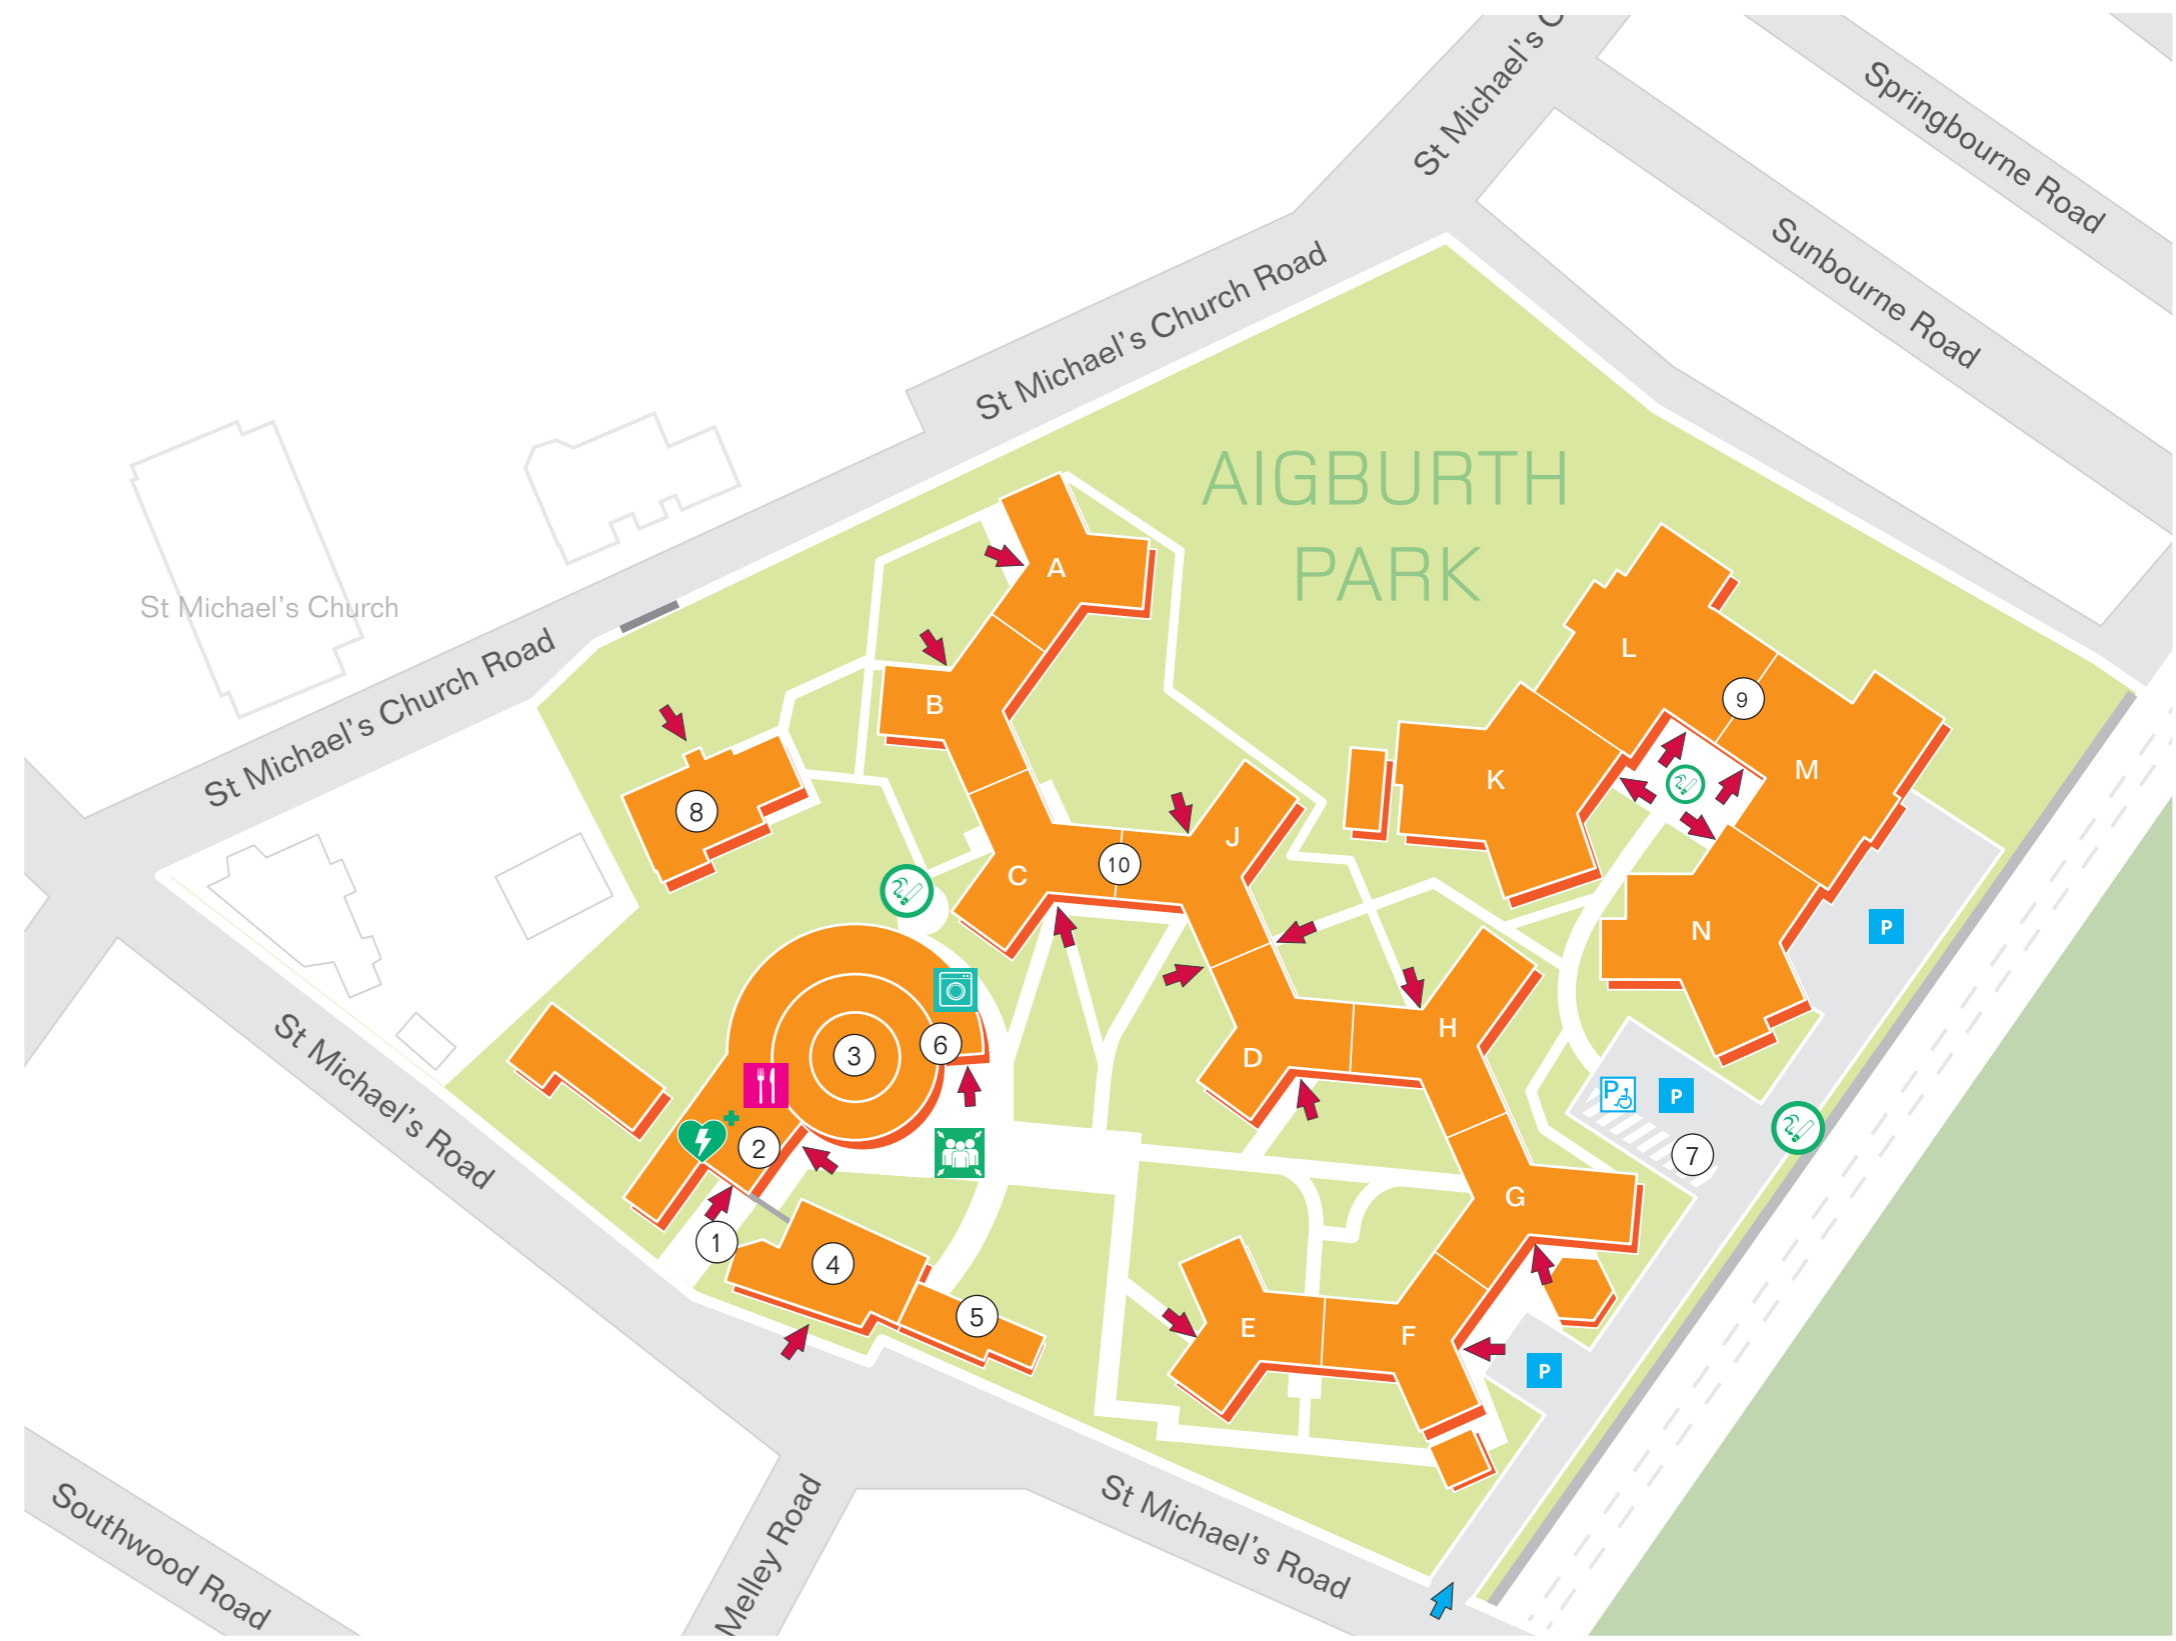 St Michael's C
Springbourne Road
Sunbourne Road
St Michael's Church Road
AIGBURTH
PARK
A
St Michael's Church
L
B
9
St Michael's Church Road
K
M
8
J
10
C
P
N
H
6
3
D
P
P
2
7
St Michael's Road
G
1
4
5
E
F
P
St Michael's Road
Southwood Road
Melley Road